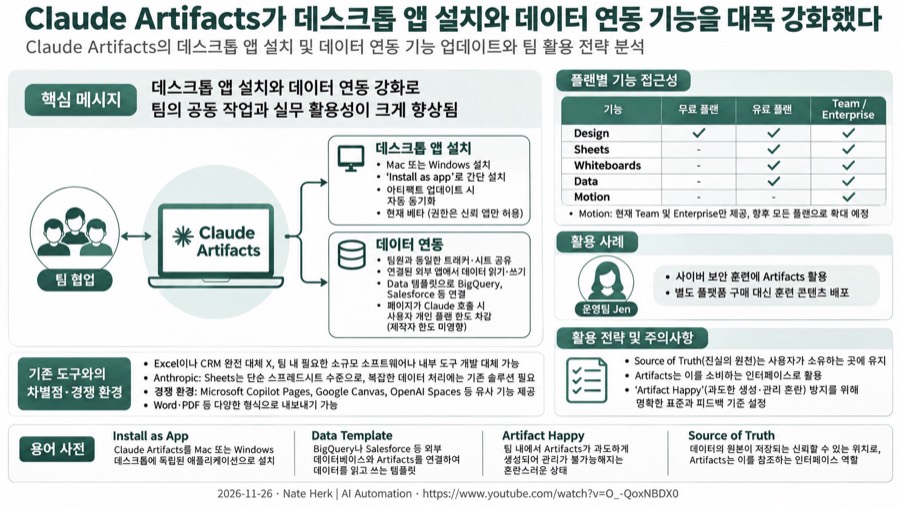 Claude Artifacts가 데스크톱 앱 설치와 데이터 연동 기능을 대폭 강화했다
Claude Artifacts의 데스크톱 앱 설치 및 데이터 연동 기능 업데이트와 팀 활용 전략 분석
핵심 메시지
데스크톱 앱 설치와 데이터 연동 강화로
팀의 공동 작업과 실무 활용성이 크게 향상됨
팀 협업
Claude
Artifacts
데스크톱 앱 설치
• Mac 또는 Windows 설치
• 'Install as app'로 간단 설치
• 아티팩트 업데이트 시
자동 동기화
• 현재 베타 (권한은 신뢰 앱만 허용)
데이터 연동
• 팀원과 동일한 트래커·시트 공유
• 연결된 외부 앱에서 데이터 읽기·쓰기
• Data 템플릿으로 BigQuery,
Salesforce 등 연결
• 페이지가 Claude 호출 시
사용자 개인 플랜 한도 차감
(제작자 한도 미영향)
플랜별 기능 접근성
기능 무료 플랜 유료 플랜 Team /
Enterprise
Design ✓ ✓ ✓
Sheets - ✓ ✓
Whiteboards - ✓ ✓
Data - ✓ ✓
Motion - - ✓
• Motion: 현재 Team 및 Enterprise만 제공, 향후 모든 플랜으로 확대 예정
활용 사례
운영팀 Jen
• 사이버 보안 훈련에 Artifacts 활용
• 별도 플랫폼 구매 대신 훈련 콘텐츠 배포
활용 전략 및 주의사항
• Source of Truth(진실의 원천)는 사용자가 소유하는 곳에 유지
• Artifacts는 이를 소비하는 인터페이스로 활용
• 'Artifact Happy'(과도한 생성·관리 혼란) 방지를 위해
명확한 표준과 피드백 기준 설정
기존 도구와의
차별점·경쟁 환경
• Excel이나 CRM 완전 대체 X, 팀 내 필요한 소규모 소프트웨어나 내부 도구 개발 대체 가능
• Anthropic: Sheets는 단순 스프레드시트 수준으로, 복잡한 데이터 처리에는 기존 솔루션 필요
• 경쟁 환경: Microsoft Copilot Pages, Google Canvas, OpenAI Spaces 등 유사 기능 제공
• Word·PDF 등 다양한 형식으로 내보내기 가능
용어 사전
Install as App
Claude Artifacts를 Mac 또는 Windows
데스크톱에 독립된 애플리케이션으로 설치
Data Template
BigQuery나 Salesforce 등 외부
데이터베이스와 Artifacts를 연결하여
데이터를 읽고 쓰는 템플릿
Artifact Happy
팀 내에서 Artifacts가 과도하게
생성되어 관리가 불가능해지는
혼란스러운 상태
Source of Truth
데이터의 원본이 저장되는 신뢰할 수 있는 위치로,
Artifacts는 이를 참조하는 인터페이스 역할
2026-11-26 · Nate Herk | AI Automation · https://www.youtube.com/watch?v=O_-QoxNBDX0